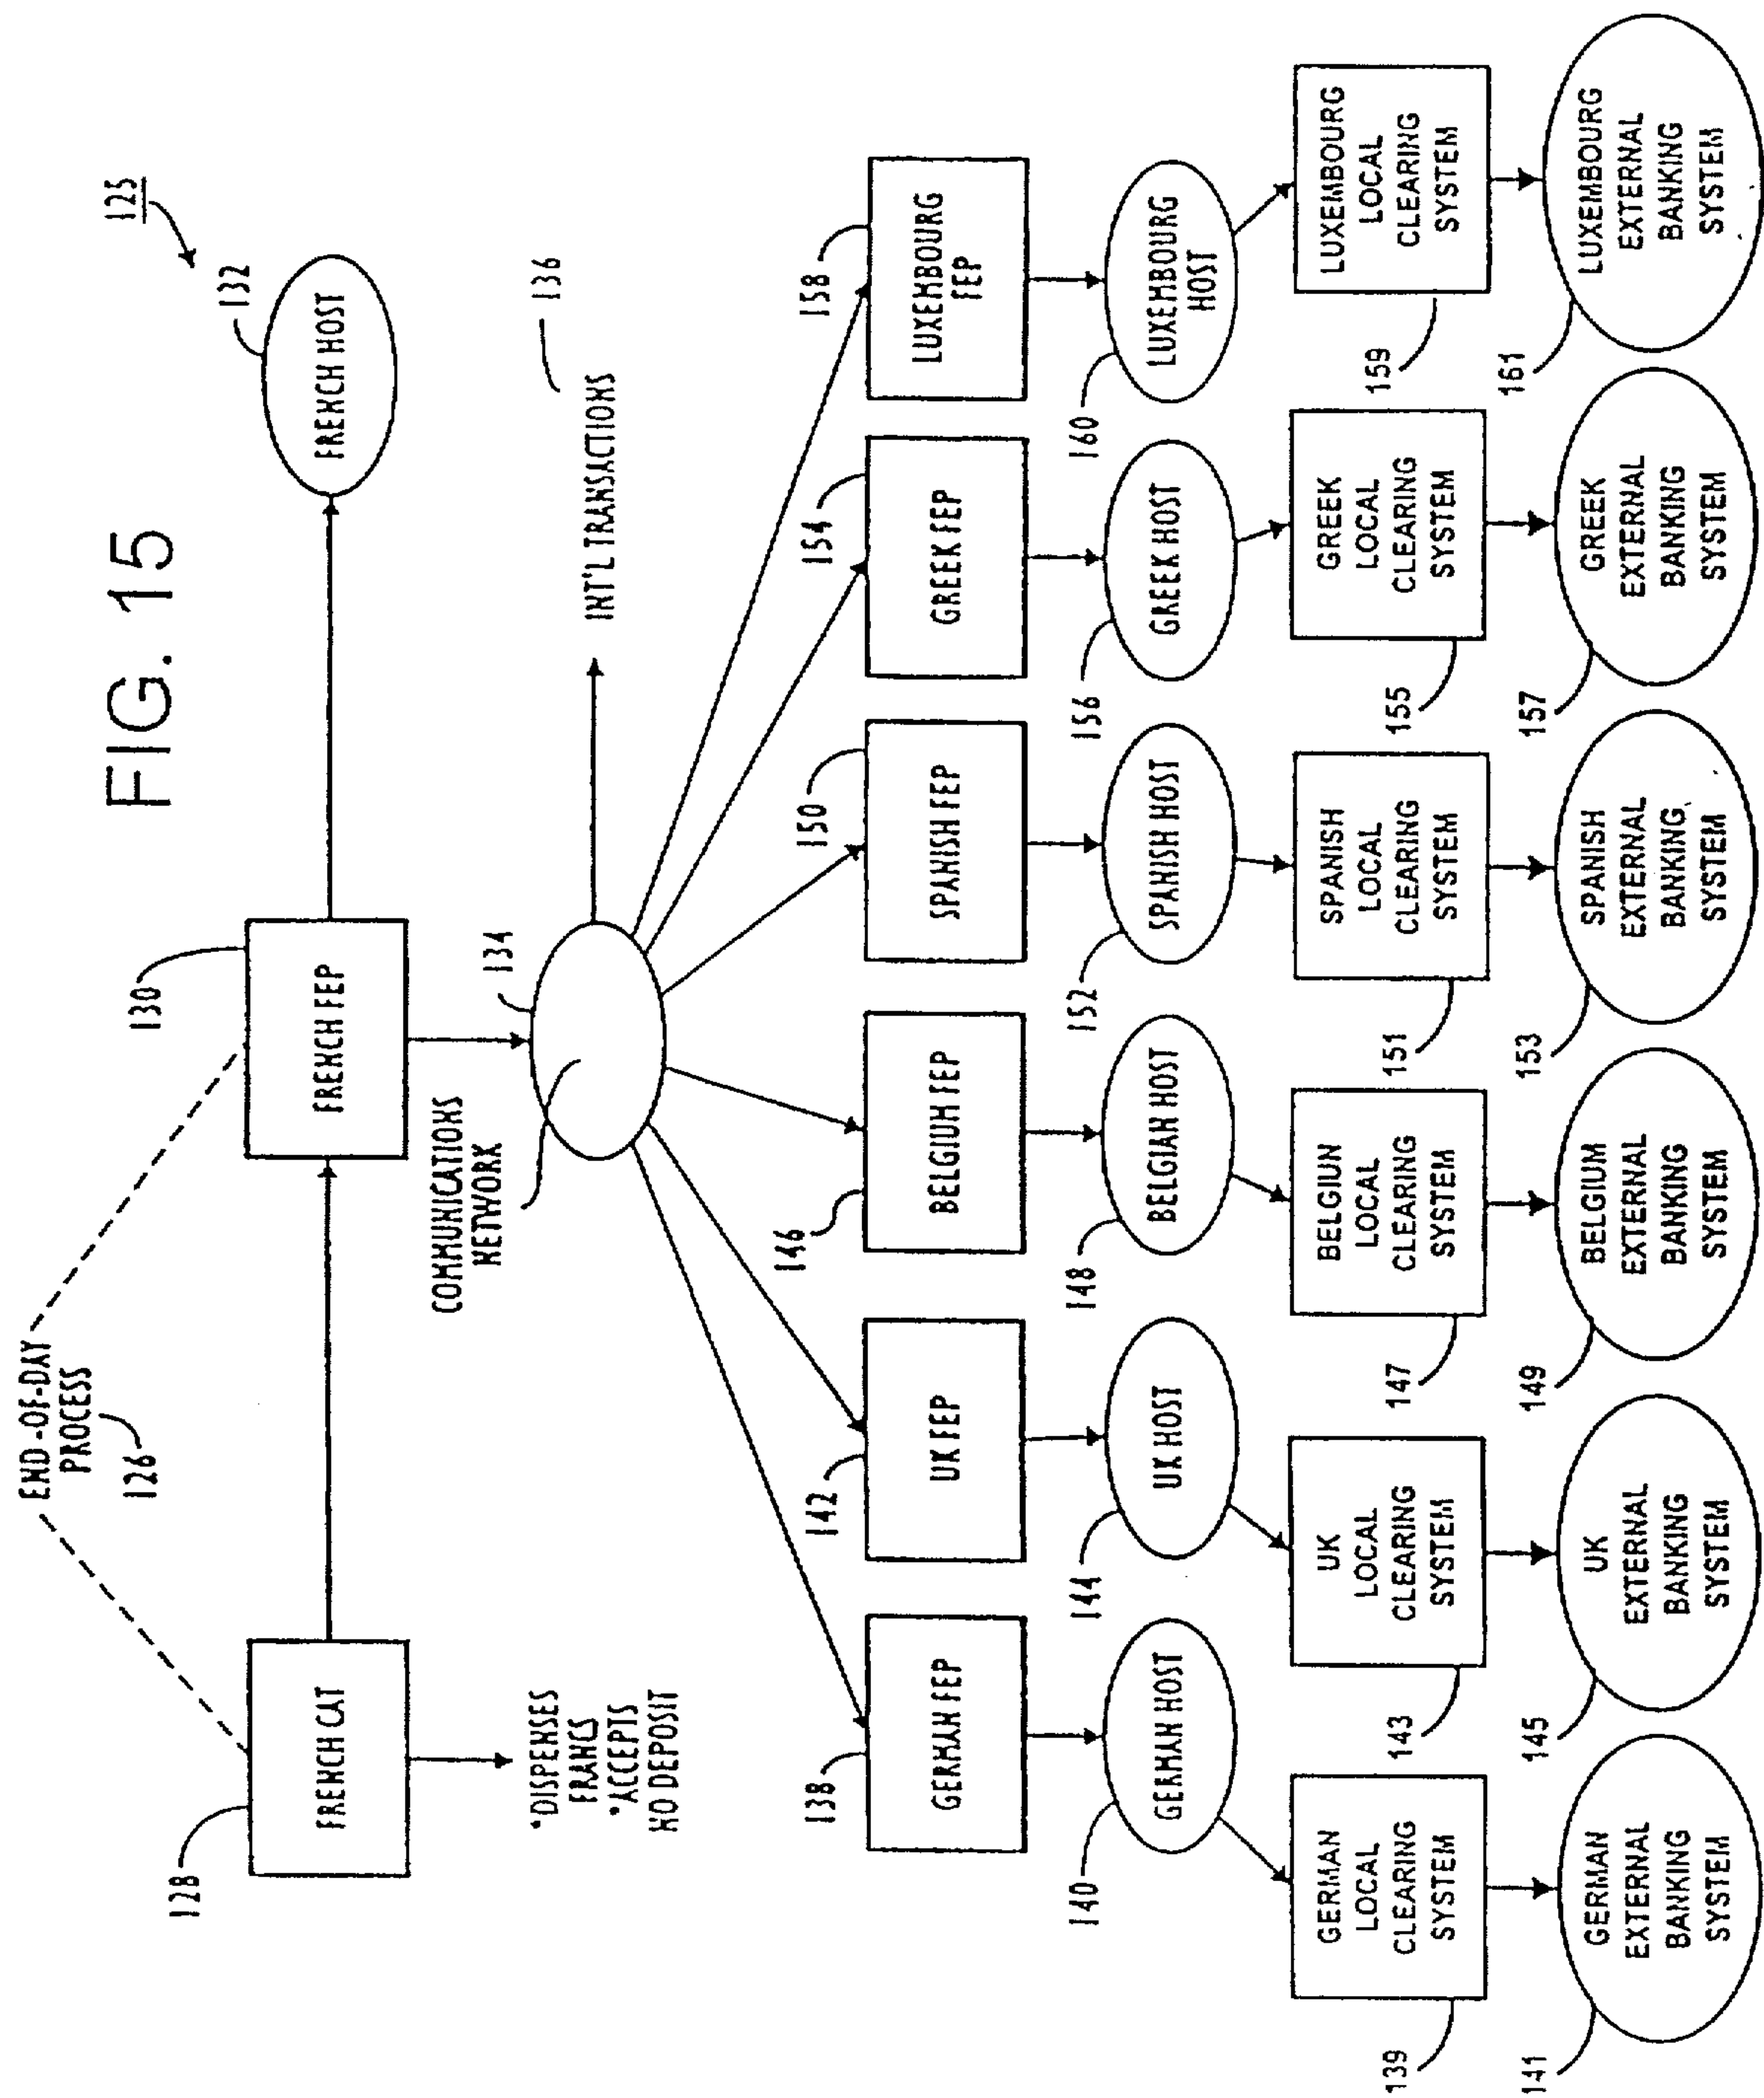 FIG. 15
125
END-OF-DAY
PROCESS
126
128
FRENCH CAT
130
FRENCH FEP
132
FRENCH HOST
*DISPENSES
FRANCS
*ACCEPTS
NO DEPOSIT
COMMUNICATIONS
NETWORK
134
INT'L TRANSACTIONS
136
138
GERMAN FEP
142
UK FEP
146
BELGIUM FEP
150
SPANISH FEP
154
GREEK FEP
158
LUXEMBOURG
FEP
140
GERMAN HOST
144
UK HOST
148
BELGIAN HOST
152
SPANISH HOST
156
GREEK HOST
160
LUXEMBOURG
HOST
139
GERMAN
LOCAL
CLEARING
SYSTEM
143
UK
LOCAL
CLEARING
SYSTEM
147
BELGIUN
LOCAL
CLEARING
SYSTEM
151
SPANISH
LOCAL
CLEARING
SYSTEM
155
GREEK
LOCAL
CLEARING
SYSTEM
159
LUXEMBOURG
LOCAL
CLEARING
SYSTEM
141
GERMAN
EXTERNAL
BANKING
SYSTEM
145
UK
EXTERNAL
BANKING
SYSTEM
149
BELGIUM
EXTERNAL
BANKING
SYSTEM
153
SPANISH
EXTERNAL
BANKING
SYSTEM
157
GREEK
EXTERNAL
BANKING
SYSTEM
161
LUXEMBOURG
EXTERNAL
BANKING
SYSTEM